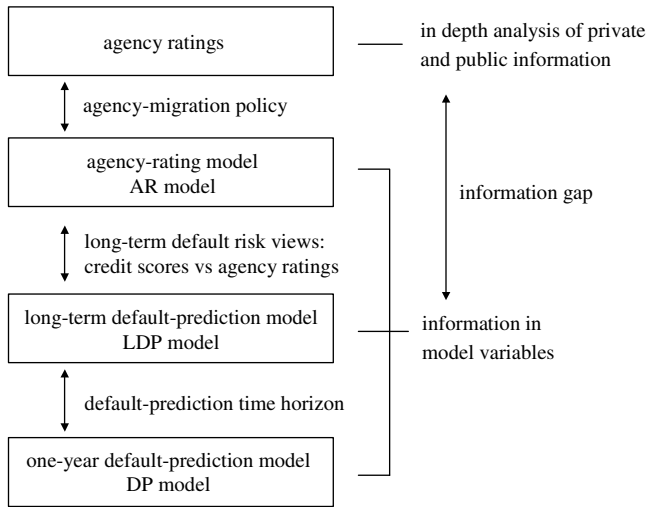 agency ratings
in depth analysis of private
and public information
agency-migration policy
agency-rating model
AR model
information gap
long-term default risk views:
credit scores vs agency ratings
long-term default-prediction model
LDP model
information in
model variables
default-prediction time horizon
one-year default-prediction model
DP model